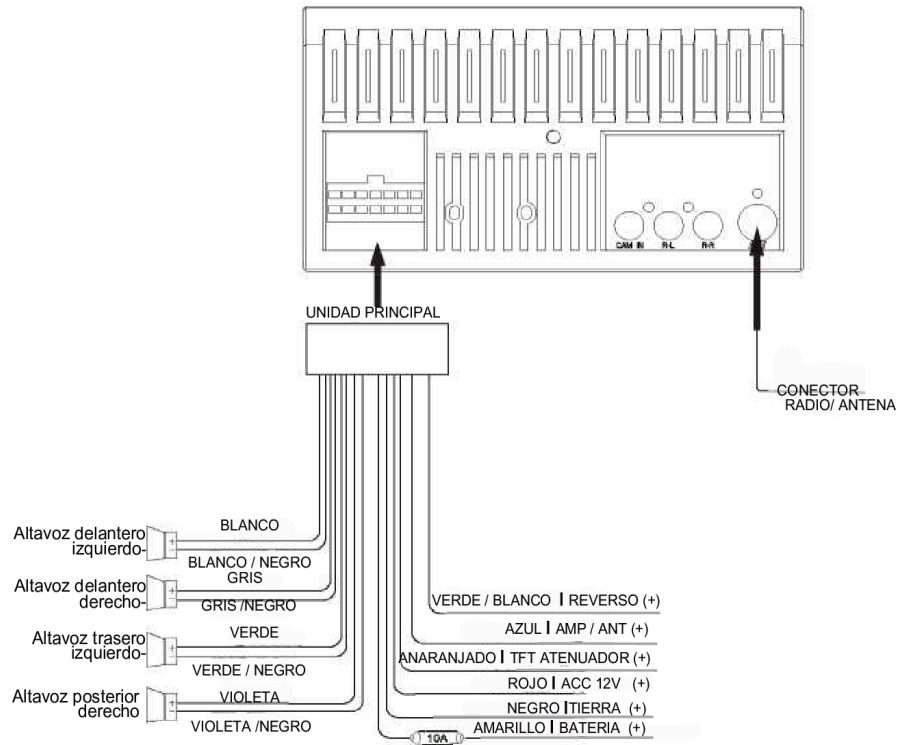 CAM IN
R-L
R-R
UNIDAD PRINCIPAL
CONECTOR
RADIO/ ANTENA
Altavoz delantero
izquierdo-
+
-
BLANCO
BLANCO / NEGRO
Altavoz delantero
derecho-
+
-
GRIS
GRIS /NEGRO
Altavoz trasero
izquierdo-
+
-
VERDE
VERDE / NEGRO
Altavoz posterior
derecho
+
-
VIOLETA
VIOLETA /NEGRO
VERDE / BLANCO | REVERSO (+)
AZUL | AMP / ANT (+)
ANARANJADO | TFT ATENUADOR (+)
ROJO | ACC 12V (+)
NEGRO |TIERRA (+)
AMARILLO | BATERIA (+)
10A